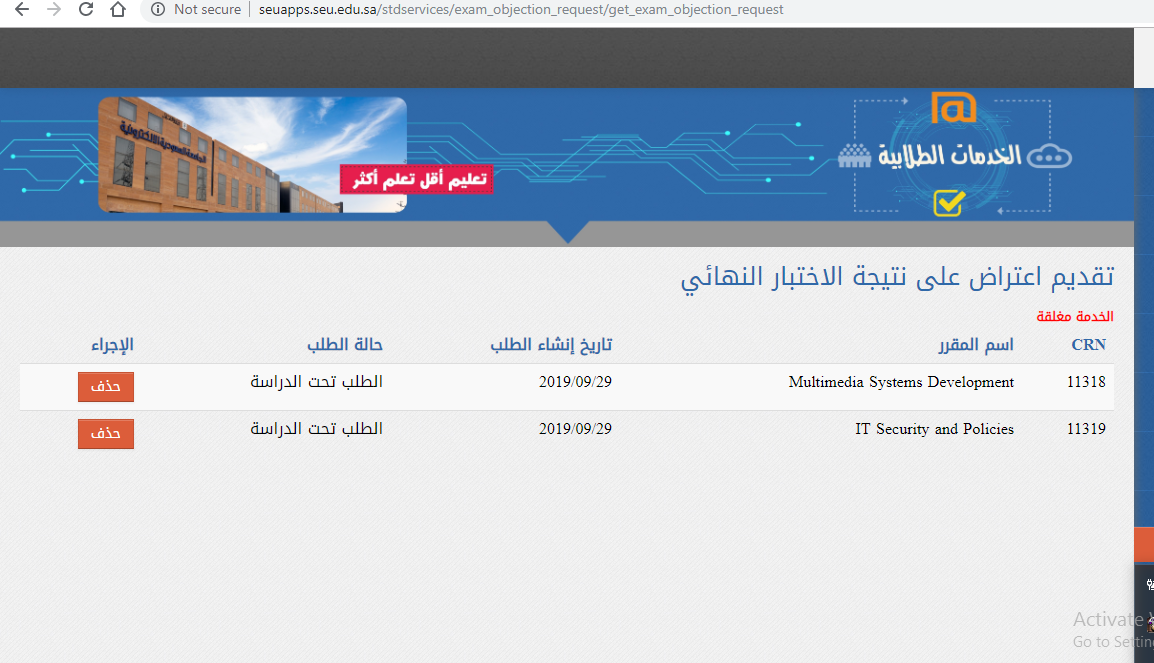 Not secure | seuapps.seu.edu.sa/stdservices/exam_objection_request/get_exam_objection_request
@
الخدمات الطلابية
الجامعة السعودية الالكترونية
تعليم أقل تعلم أكثر
تقديم اعتراض على نتيجة الاختبار النهائي
الخدمة مغلقة
CRN اسم المقرر تاريخ إنشاء الطلب حالة الطلب الإجراء
11318 Multimedia Systems Development 2019/09/29 الطلب تحت الدراسة حذف
11319 IT Security and Policies 2019/09/29 الطلب تحت الدراسة حذف
Activate
Go to